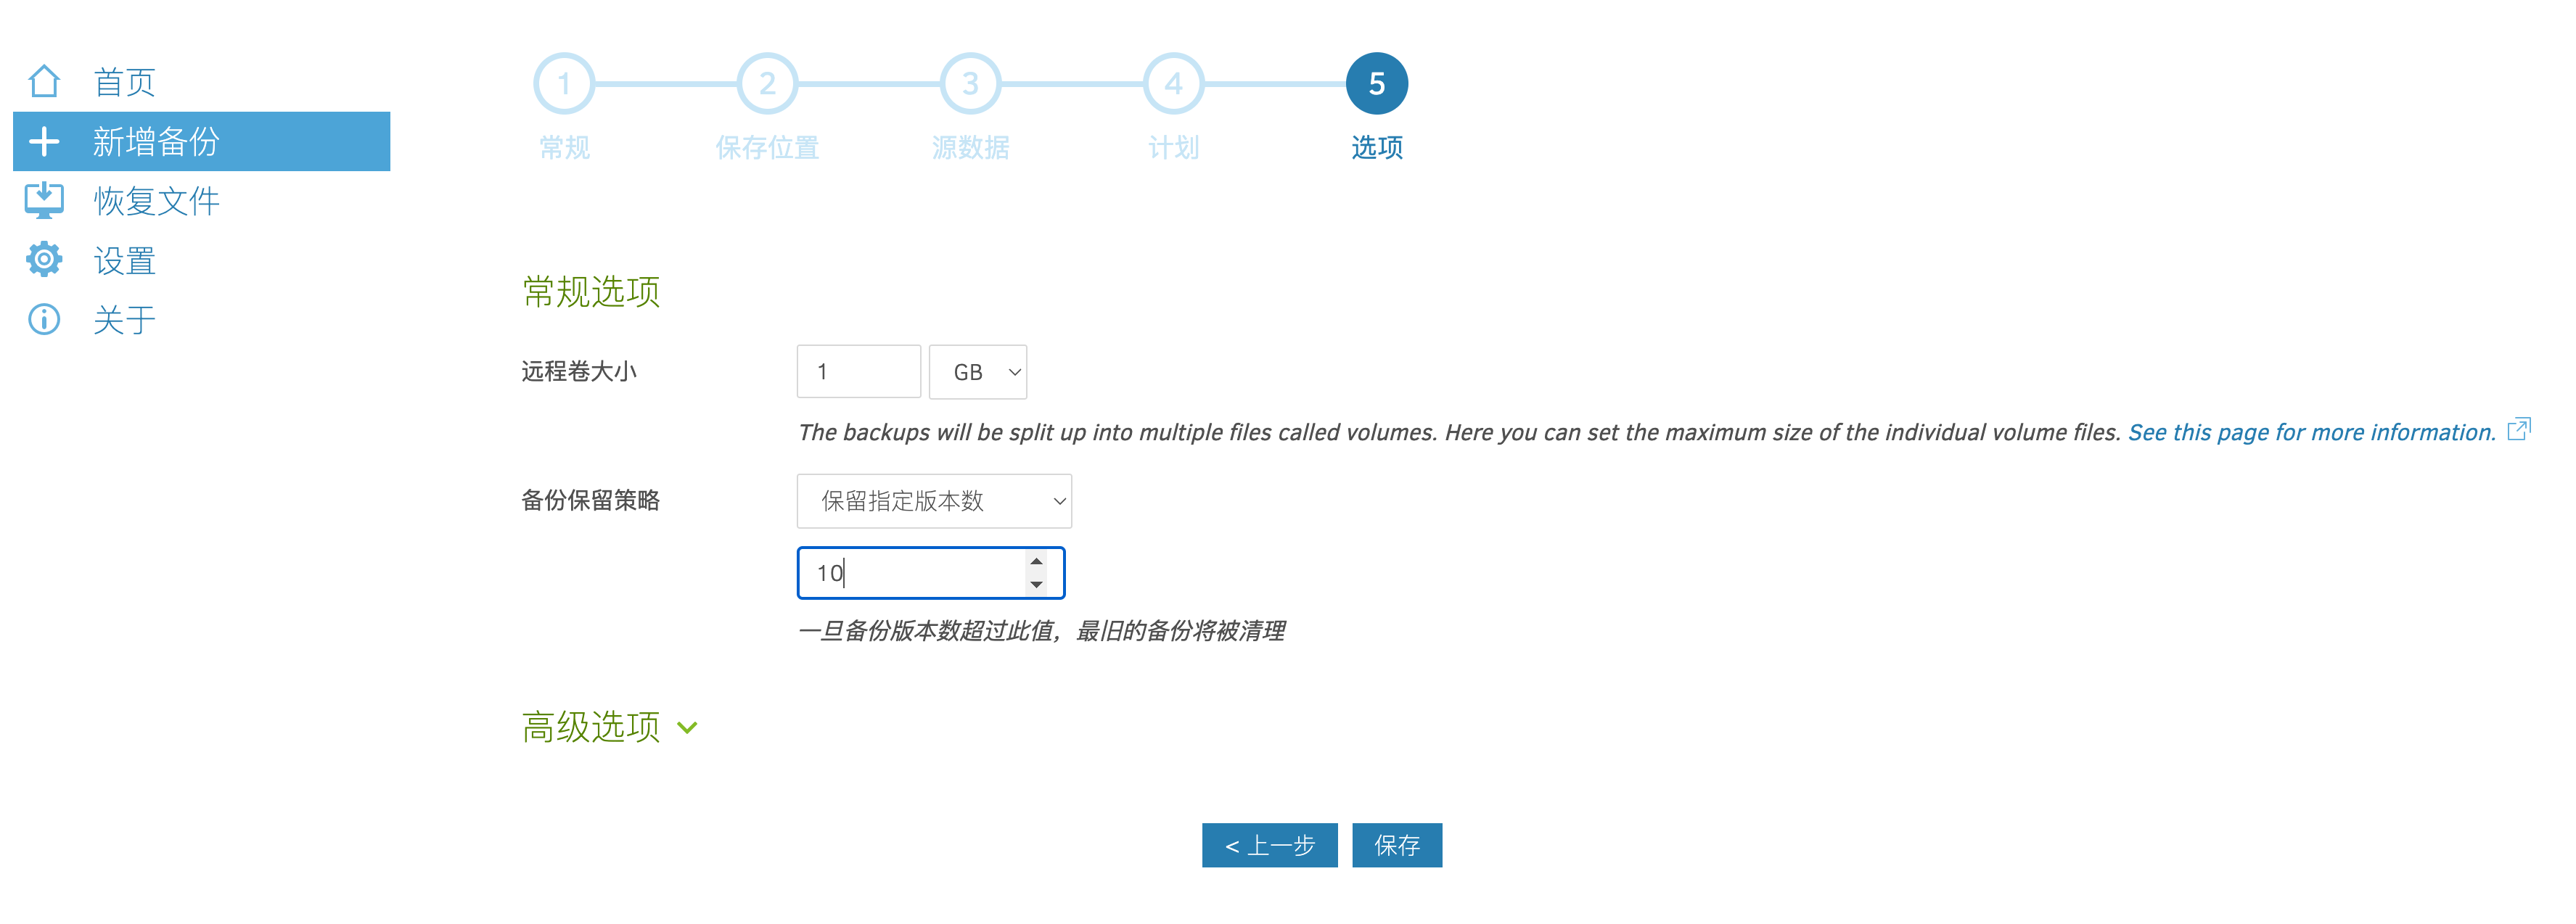 首页
新增备份
恢复文件
设置
关于
1 2 3 4 5
常规 保存位置 源数据 计划 选项
常规选项
远程卷大小 1 GB
The backups will be split up into multiple files called volumes. Here you can set the maximum size of the individual volume files. See this page for more information.
备份保留策略 保留指定版本数
10
一旦备份版本数超过此值，最旧的备份将被清理
高级选项
< 上一步 保存